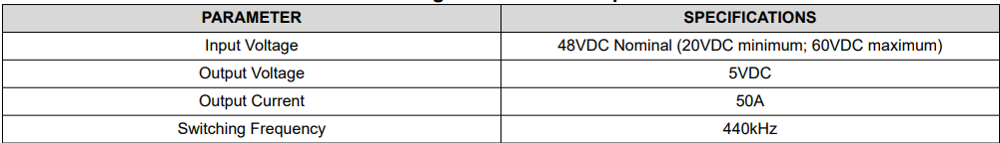 PARAMETER SPECIFICATIONS
Input Voltage 48VDC Nominal (20VDC minimum; 60VDC maximum)
Output Voltage 5VDC
Output Current 50A
Switching Frequency 440kHz